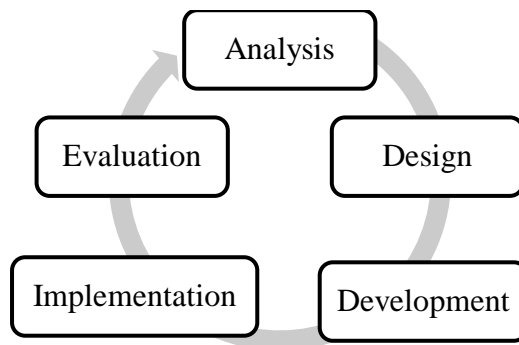 Analysis
Design
Development
Implementation
Evaluation